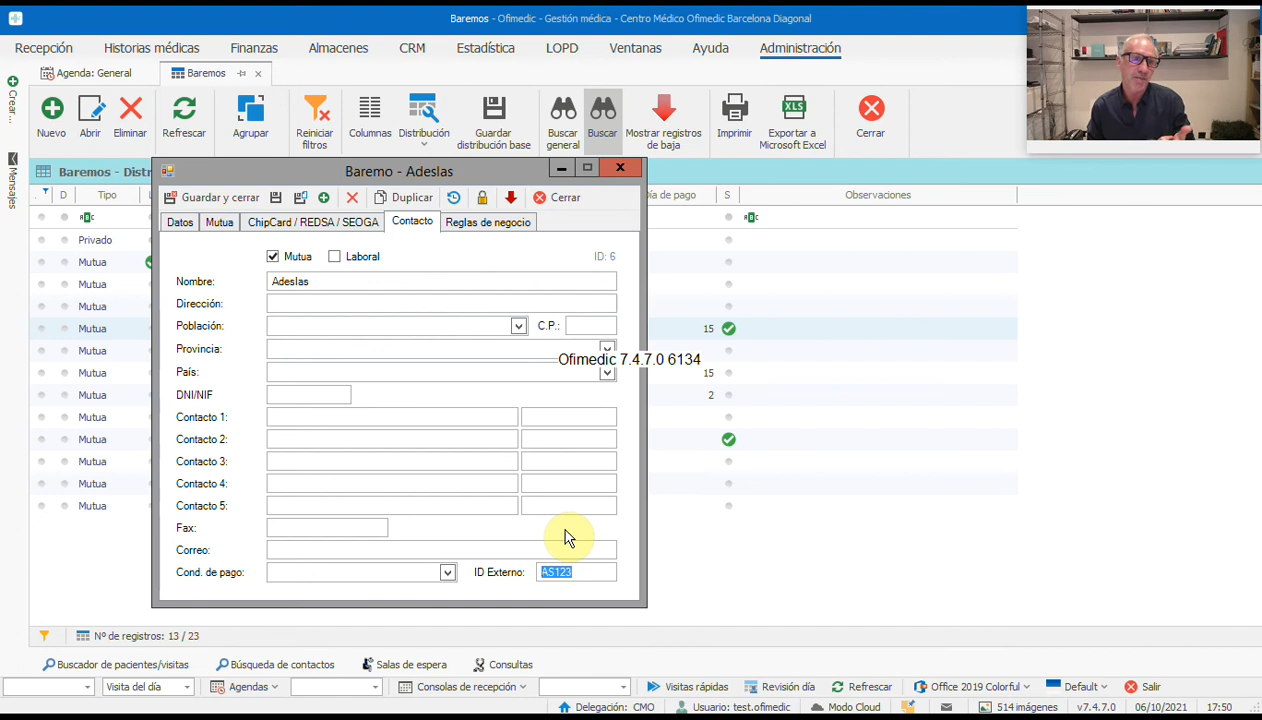 Baremos - Ofimedic - Gestión médica - Centro Médico Ofimedic Barcelona Diagonal
Recepción Historias médicas Finanzas Almacenes CRM Estadística LOPD Ventanas Ayuda Administración
Agenda: General Baremos
Crear...
Mensajes
Nuevo Abrir Eliminar Refrescar Agrupar Reiniciar filtros Columnas Distribución Guardar distribución base Buscar general Buscar Mostrar registros de baja Imprimir Exportar a Microsoft Excel Cerrar
Baremos - Distr
D Tipo Día de pago S Observaciones
Privado
Mutua
Mutua
Mutua
Mutua 15
Mutua
Mutua 15
Mutua 2
Mutua
Mutua
Mutua
Mutua
Mutua
Baremo - Adeslas
Guardar y cerrar Duplicar Cerrar
Datos Mutua ChipCard / REDSA / SEOGA Contacto Reglas de negocio
Mutua Laboral ID: 6
Nombre: Adeslas
Dirección:
Población: C.P.:
Provincia:
Ofimedic 7.4.7.0 6134
País:
DNI/NIF
Contacto 1:
Contacto 2:
Contacto 3:
Contacto 4:
Contacto 5:
Fax:
Correo:
Cond. de pago: ID Externo: AS123
Nº de registros: 13 / 23
Buscador de pacientes/visitas Búsqueda de contactos Salas de espera Consultas
Visita del día Agendas Consolas de recepción Visitas rápidas Revisión día Refrescar Office 2019 Colorful Default Salir
Delegación: CMO Usuario: test.ofimedic Modo Cloud 514 imágenes v7.4.7.0 06/10/2021 17:50